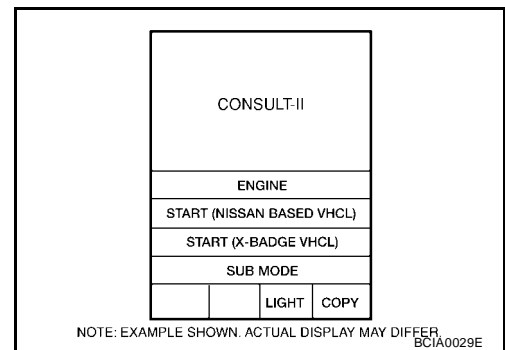 CONSULT-II
ENGINE
START (NISSAN BASED VHCL)
START (X-BADGE VHCL)
SUB MODE
LIGHT COPY
NOTE: EXAMPLE SHOWN. ACTUAL DISPLAY MAY DIFFER.
BCIA0029E